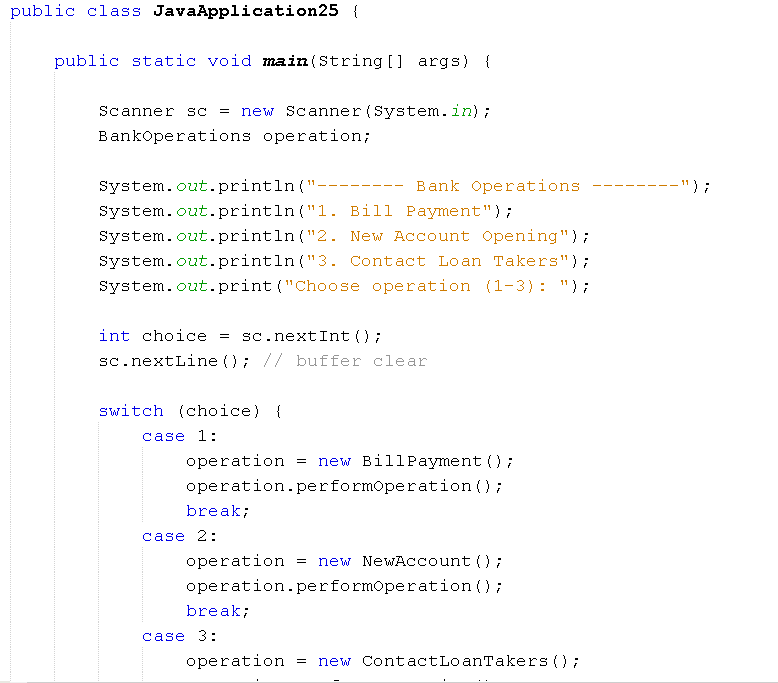 public class JavaApplication25 {
public static void main(String[] args) {
Scanner sc = new Scanner(System.in);
BankOperations operation;
System.out.println("-------- Bank Operations --------");
System.out.println("1. Bill Payment");
System.out.println("2. New Account Opening");
System.out.println("3. Contact Loan Takers");
System.out.print("Choose operation (1-3): ");
int choice = sc.nextInt();
sc.nextLine(); // buffer clear
switch (choice) {
case 1:
operation = new BillPayment();
operation.performOperation();
break;
case 2:
operation = new NewAccount();
operation.performOperation();
break;
case 3:
operation = new ContactLoanTakers();